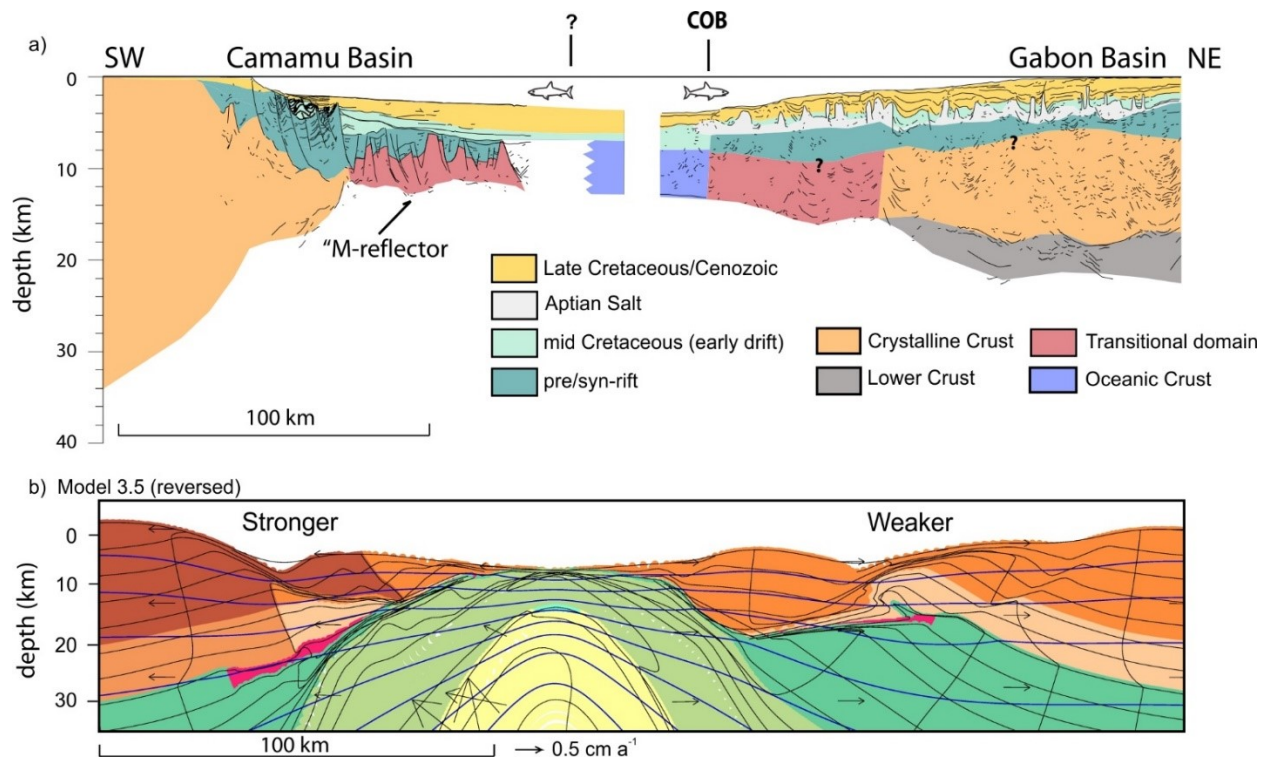 ? COB
a)
SW Camamu Basin Gabon Basin NE
0
10
20
30
40
depth (km)
? ?
"M-reflector
Late Cretaceous/Cenozoic
Aptian Salt
mid Cretaceous (early drift)
pre/syn-rift
Crystalline Crust
Lower Crust
Transitional domain
Oceanic Crust
100 km
b) Model 3.5 (reversed)
Stronger Weaker
0
10
20
30
depth (km)
100 km → 0.5 cm a⁻¹